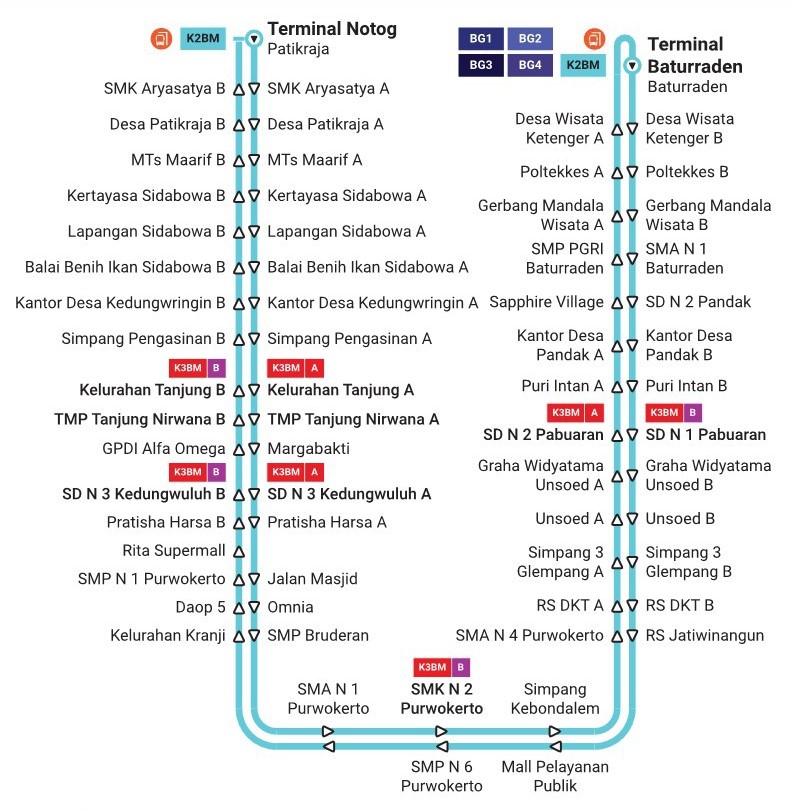 K2BM
Terminal Notog
Patikraja
SMK Aryasatya B
SMK Aryasatya A
Desa Patikraja B
Desa Patikraja A
MTs Maarif B
MTs Maarif A
Kertayasa Sidabowa B
Kertayasa Sidabowa A
Lapangan Sidabowa B
Lapangan Sidabowa A
Balai Benih Ikan Sidabowa B
Balai Benih Ikan Sidabowa A
Kantor Desa Kedungwringin B
Kantor Desa Kedungwringin A
Simpang Pengasinan B
Simpang Pengasinan A
K3BM B
K3BM A
Kelurahan Tanjung B
Kelurahan Tanjung A
TMP Tanjung Nirwana B
TMP Tanjung Nirwana A
GPDI Alfa Omega
Margabakti
K3BM B
K3BM A
SD N 3 Kedungwuluh B
SD N 3 Kedungwuluh A
Pratisha Harsa B
Pratisha Harsa A
Rita Supermall
SMP N 1 Purwokerto
Jalan Masjid
Daop 5
Omnia
Kelurahan Kranji
SMP Bruderan
SMA N 1
Purwokerto
K3BM B
SMK N 2
Purwokerto
Simpang
Kebondalem
SMP N 6
Purwokerto
Mall Pelayanan
Publik
BG1 BG2
BG3 BG4 K2BM
Terminal
Baturraden
Baturraden
Desa Wisata
Ketenger A
Desa Wisata
Ketenger B
Poltekkes A
Poltekkes B
Gerbang Mandala
Wisata A
Gerbang Mandala
Wisata B
SMP PGRI
Baturraden
SMA N 1
Baturraden
Sapphire Village
SD N 2 Pandak
Kantor Desa
Pandak A
Kantor Desa
Pandak B
Puri Intan A
Puri Intan B
K3BM A
K3BM B
SD N 2 Pabuaran
SD N 1 Pabuaran
Graha Widyatama
Unsoed A
Graha Widyatama
Unsoed B
Unsoed A
Unsoed B
Simpang 3
Glempang A
Simpang 3
Glempang B
RS DKT A
RS DKT B
SMA N 4 Purwokerto
RS Jatiwinangun